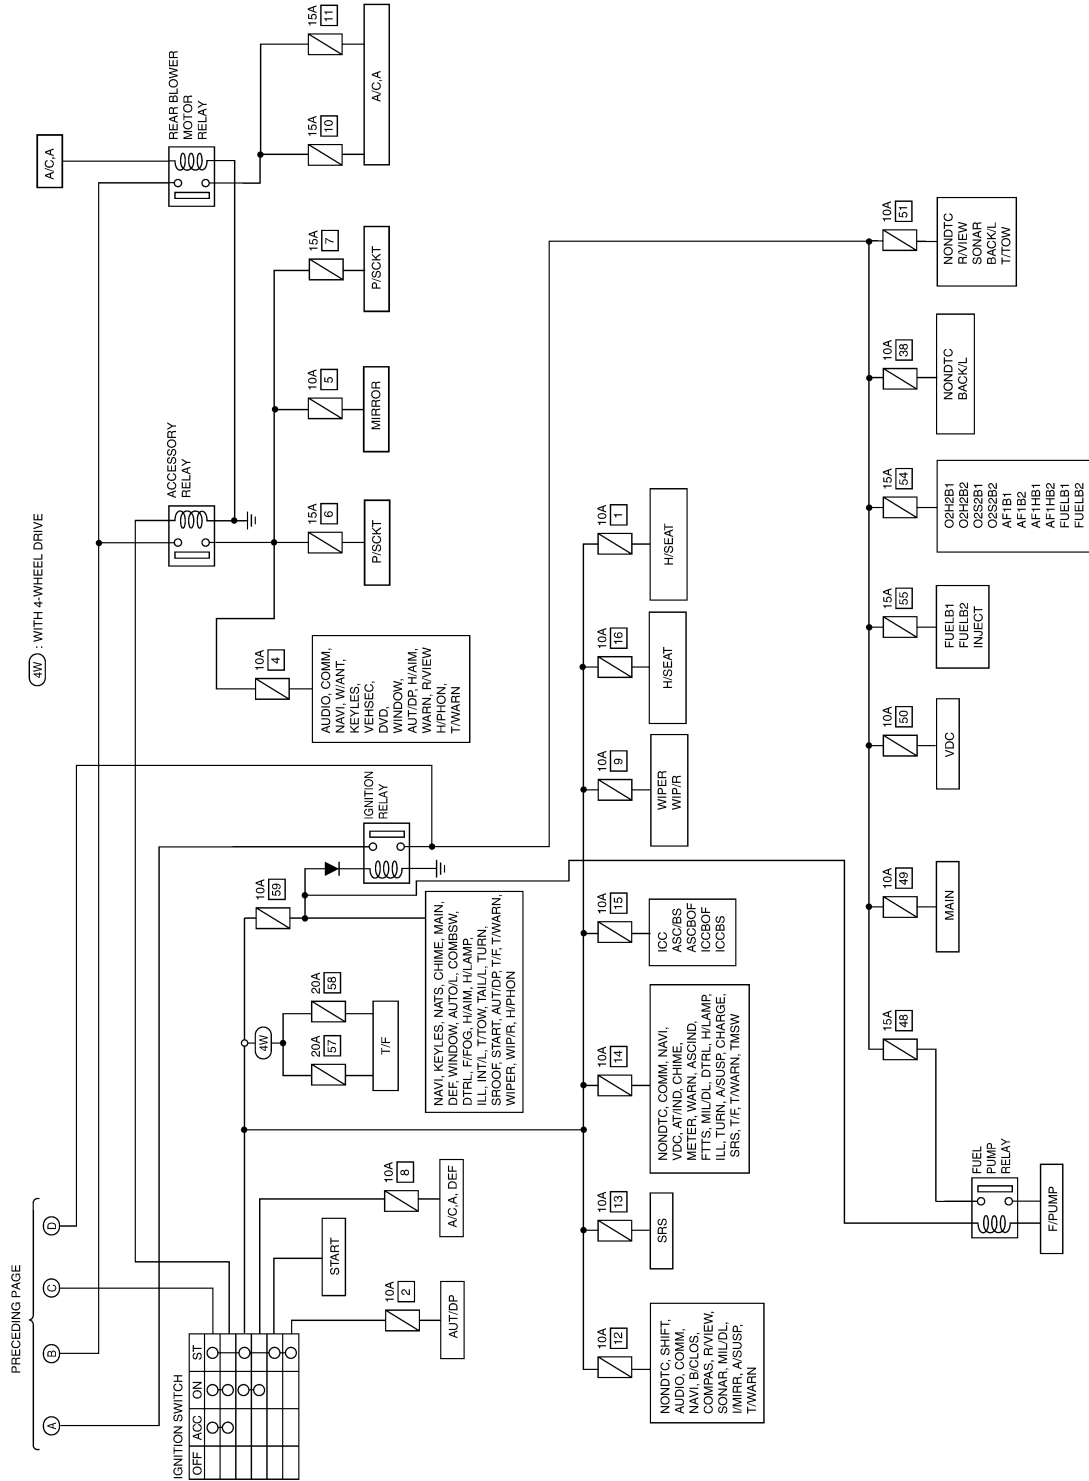 4W : WITH 4-WHEEL DRIVE
PRECEDING PAGE
A
B
C
D
IGNITION SWITCH
OFF
ACC
ON
ST
10A
2
AUT/DP
START
10A
8
A/C,A, DEF
4W
20A
57
20A
58
T/F
10A
59
NAVI, KEYLES, NATS, CHIME, MAIN,
DEF, WINDOW, AUTO/L, COMBSW,
DTRL, F/FOG, H/AIM, H/LAMP,
ILL, INT/L, T/TOW, TAIL/L, TURN,
SROOF, START, AUT/DP, T/F, T/WARN,
WIPER, WIP/R, H/PHON
IGNITION
RELAY
10A
4
AUDIO, COMM,
NAVI, W/ANT,
KEYLES,
VEHSEC,
DVD,
WINDOW,
AUT/DP, H/AIM,
WARN, R/VIEW
H/PHON,
T/WARN
ACCESSORY
RELAY
15A
6
P/SCKT
10A
5
MIRROR
15A
7
P/SCKT
A/C,A
REAR BLOWER
MOTOR
RELAY
15A
10
15A
11
A/C,A
10A
12
NONDTC, SHIFT,
AUDIO, COMM,
NAVI, B/CLOS,
COMPAS, R/VIEW,
SONAR, MIL/DL,
I/MIRR, A/SUSP,
T/WARN
10A
13
SRS
10A
14
NONDTC, COMM, NAVI,
VDC, AT/IND, CHIME,
METER, WARN, ASCIND,
FTTS, MIL/DL, DTRL, H/LAMP,
ILL, TURN, A/SUSP, CHARGE,
SRS, T/F, T/WARN, TMSW
10A
15
ICC
ASC/BS
ASCBOF
ICCBOF
ICCBS
10A
9
WIPER
WIP/R
10A
16
H/SEAT
10A
1
H/SEAT
FUEL
PUMP
RELAY
F/PUMP
15A
48
10A
49
MAIN
10A
50
VDC
15A
55
FUELB1
FUELB2
INJECT
15A
54
O2H2B1
O2H2B2
O2S2B1
O2S2B2
AF1B1
AF1B2
AF1HB1
AF1HB2
FUELB1
FUELB2
10A
38
NONDTC
BACK/L
10A
51
NONDTC
R/VIEW
SONAR
BACK/L
T/TOW